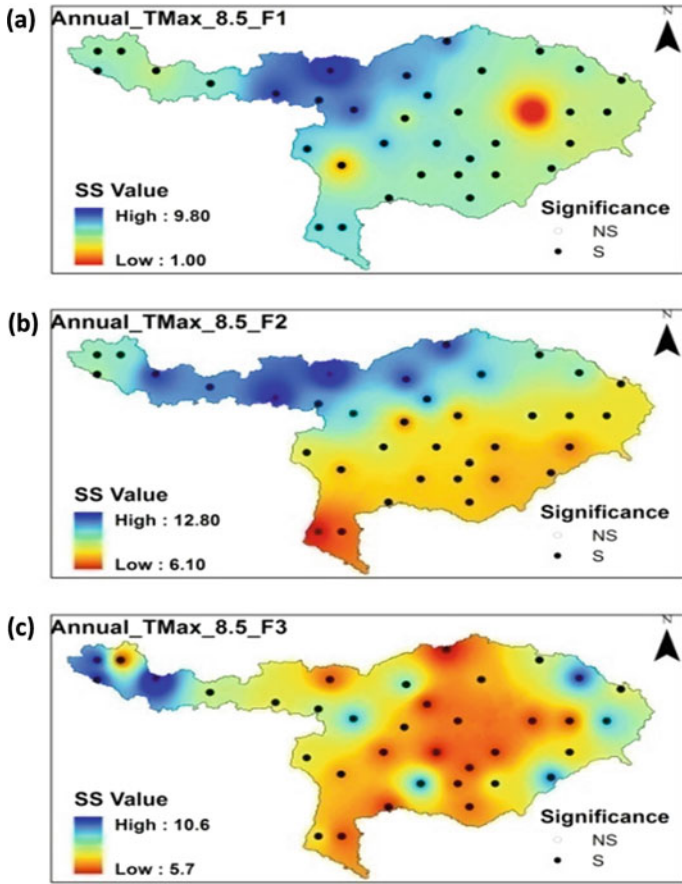 (a)
Annual_TMax_8.5_F1
N
SS Value
High : 9.80
Low : 1.00
Significance
NS
S
(b)
Annual_TMax_8.5_F2
N
SS Value
High : 12.80
Low : 6.10
Significance
NS
S
(c)
Annual_TMax_8.5_F3
N
SS Value
High : 10.6
Low : 5.7
Significance
NS
S